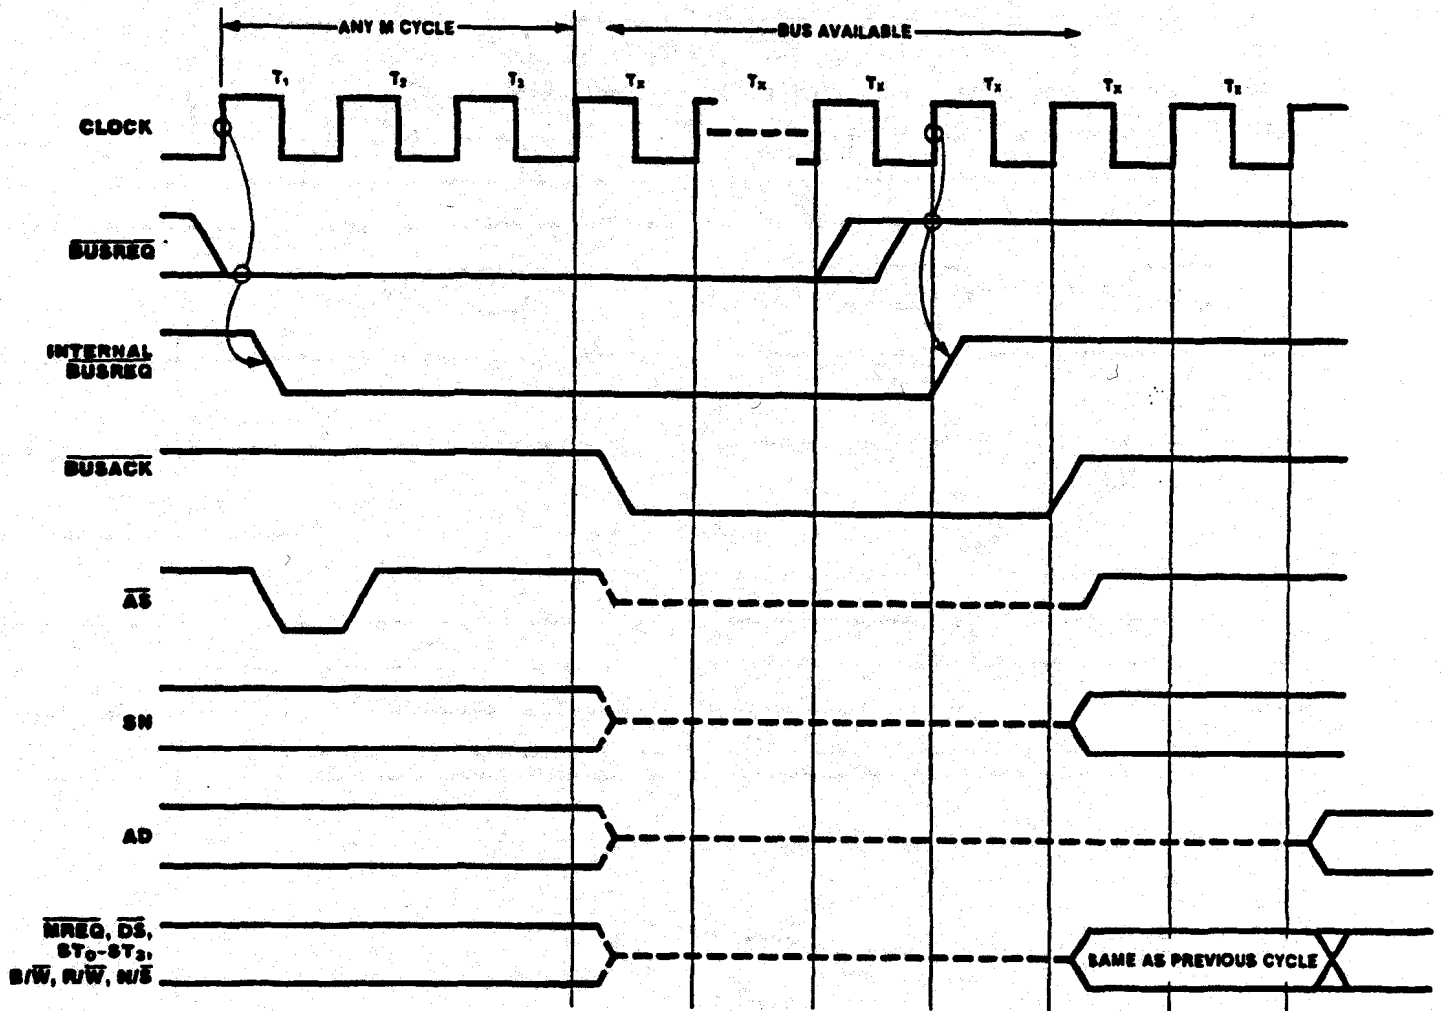 ANY M CYCLE
BUS AVAILABLE
T₁ T₂ T₃ Tx Tx Tx Tx Tx Tx
CLOCK
BUSREQ
INTERNAL
BUSREQ
BUSACK
AS
SN
AD
MREQ, DS,
ST₀-ST₃,
B/W, R/W, N/S
SAME AS PREVIOUS CYCLE